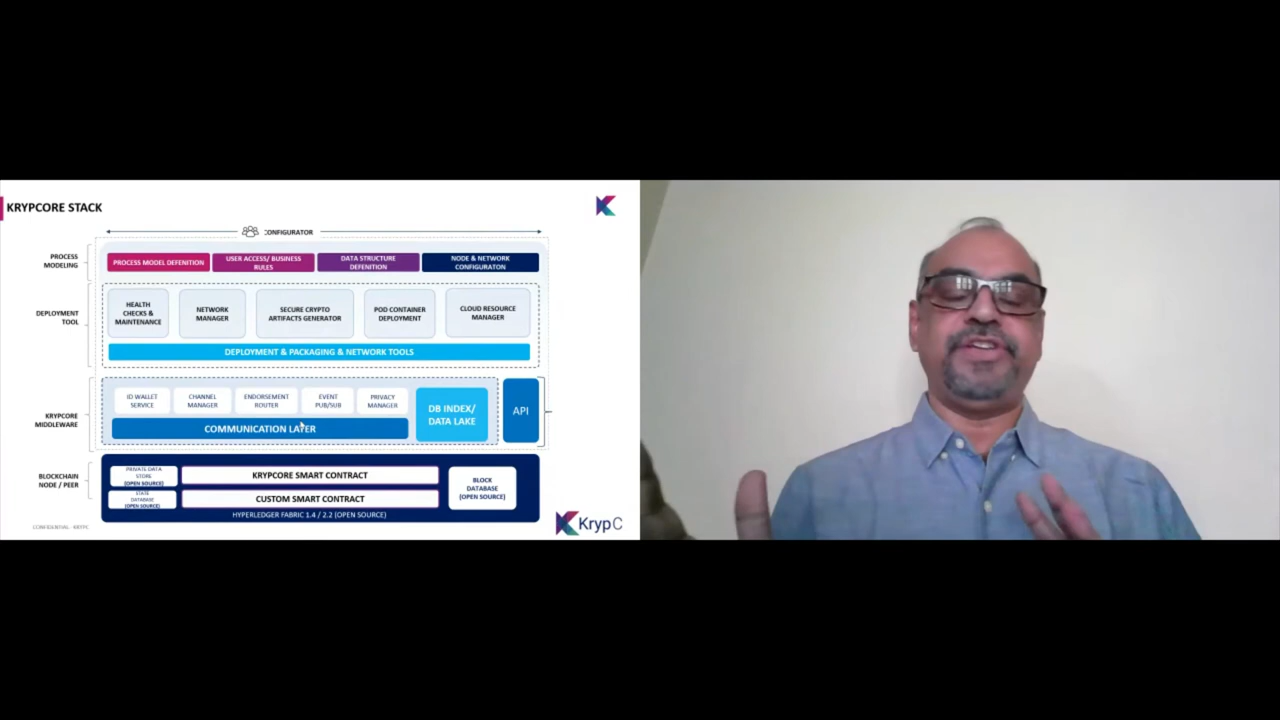 KRYPCORE STACK
CONFIGURATOR
PROCESS
MODELING
PROCESS MODEL DEFENITION
USER ACCESS/ BUSINESS
RULES
DATA STRUCTURE
DEFENITION
NODE & NETWORK
CONFIGURATON
DEPLOYMENT
TOOL
HEALTH
CHECKS &
MAINTENANCE
NETWORK
MANAGER
SECURE CRYPTO
ARTIFACTS GENERATOR
POD CONTAINER
DEPLOYMENT
CLOUD RESOURCE
MANAGER
DEPLOYMENT & PACKAGING & NETWORK TOOLS
KRYPCORE
MIDDLEWARE
ID WALLET
SERVICE
CHANNEL
MANAGER
ENDORSEMENT
ROUTER
EVENT
PUB/SUB
PRIVACY
MANAGER
COMMUNICATION LAYER
DB INDEX/
DATA LAKE
API
BLOCKCHAIN
NODE / PEER
PRIVATE DATA
STORE
(OPEN SOURCE)
STATE
DATABASE
(OPEN SOURCE)
KRYPCORE SMART CONTRACT
CUSTOM SMART CONTRACT
BLOCK
DATABASE
(OPEN SOURCE)
HYPERLEDGER FABRIC 1.4 / 2.2 (OPEN SOURCE)
CONFIDENTIAL - KRYPC
KrypC